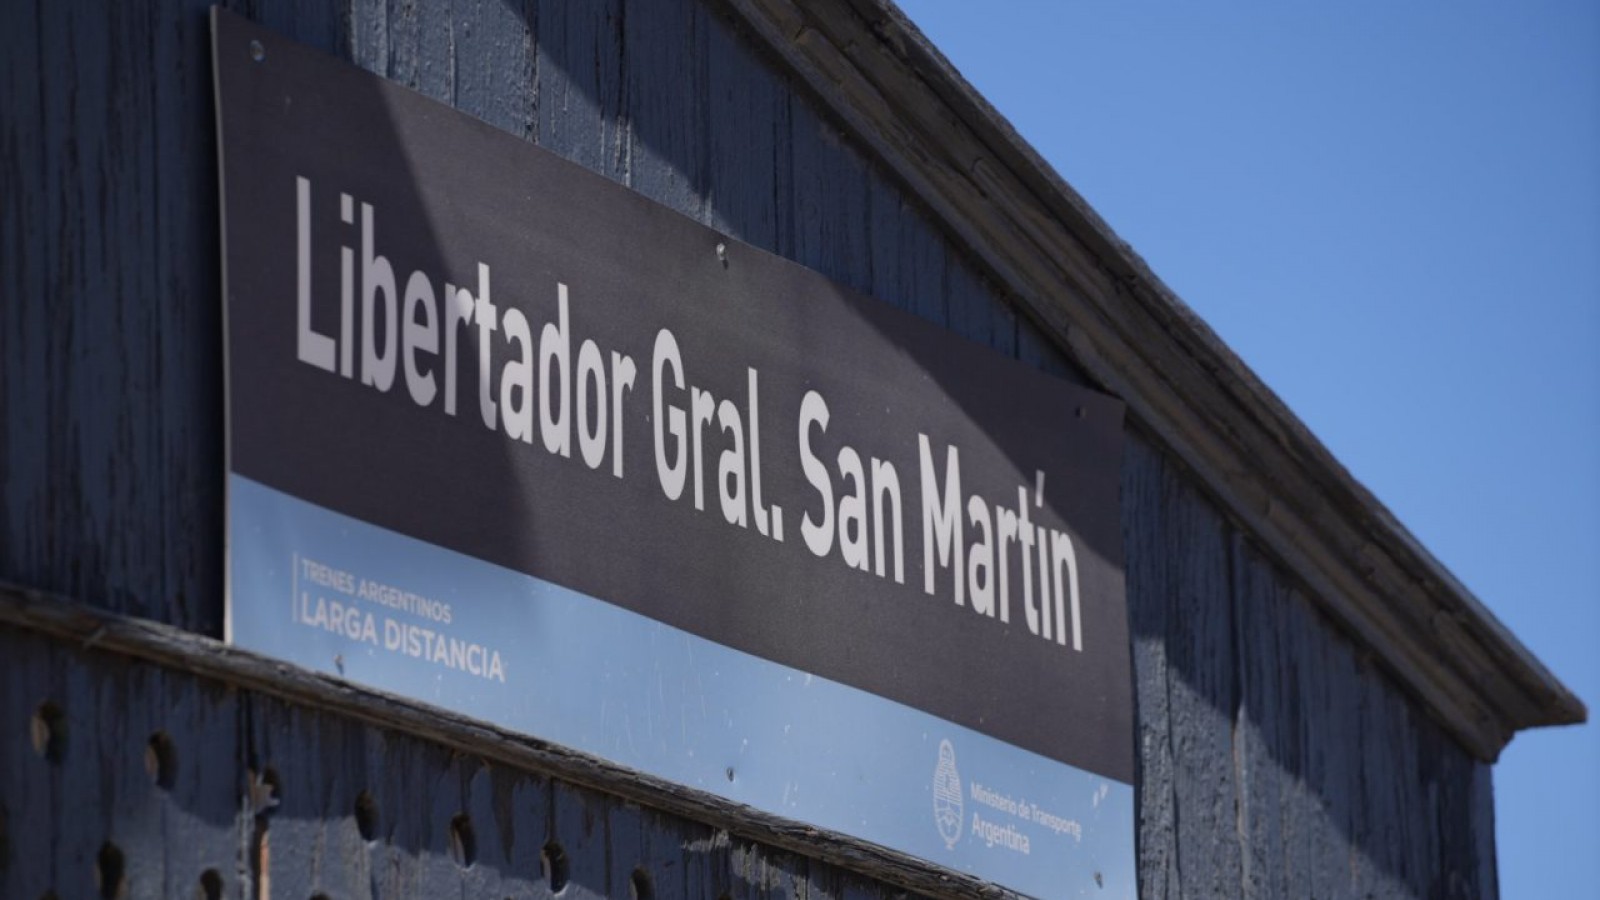 Libertador Gral. San Martín
TRENES ARGENTINOS
LARGA DISTANCIA
Ministerio de Transporte
Argentina